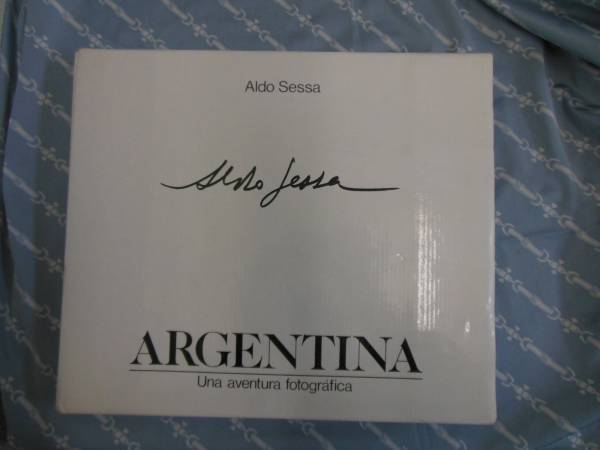 Aldo Sessa
Aldo Sessa
ARGENTINA
Una aventura fotográfica